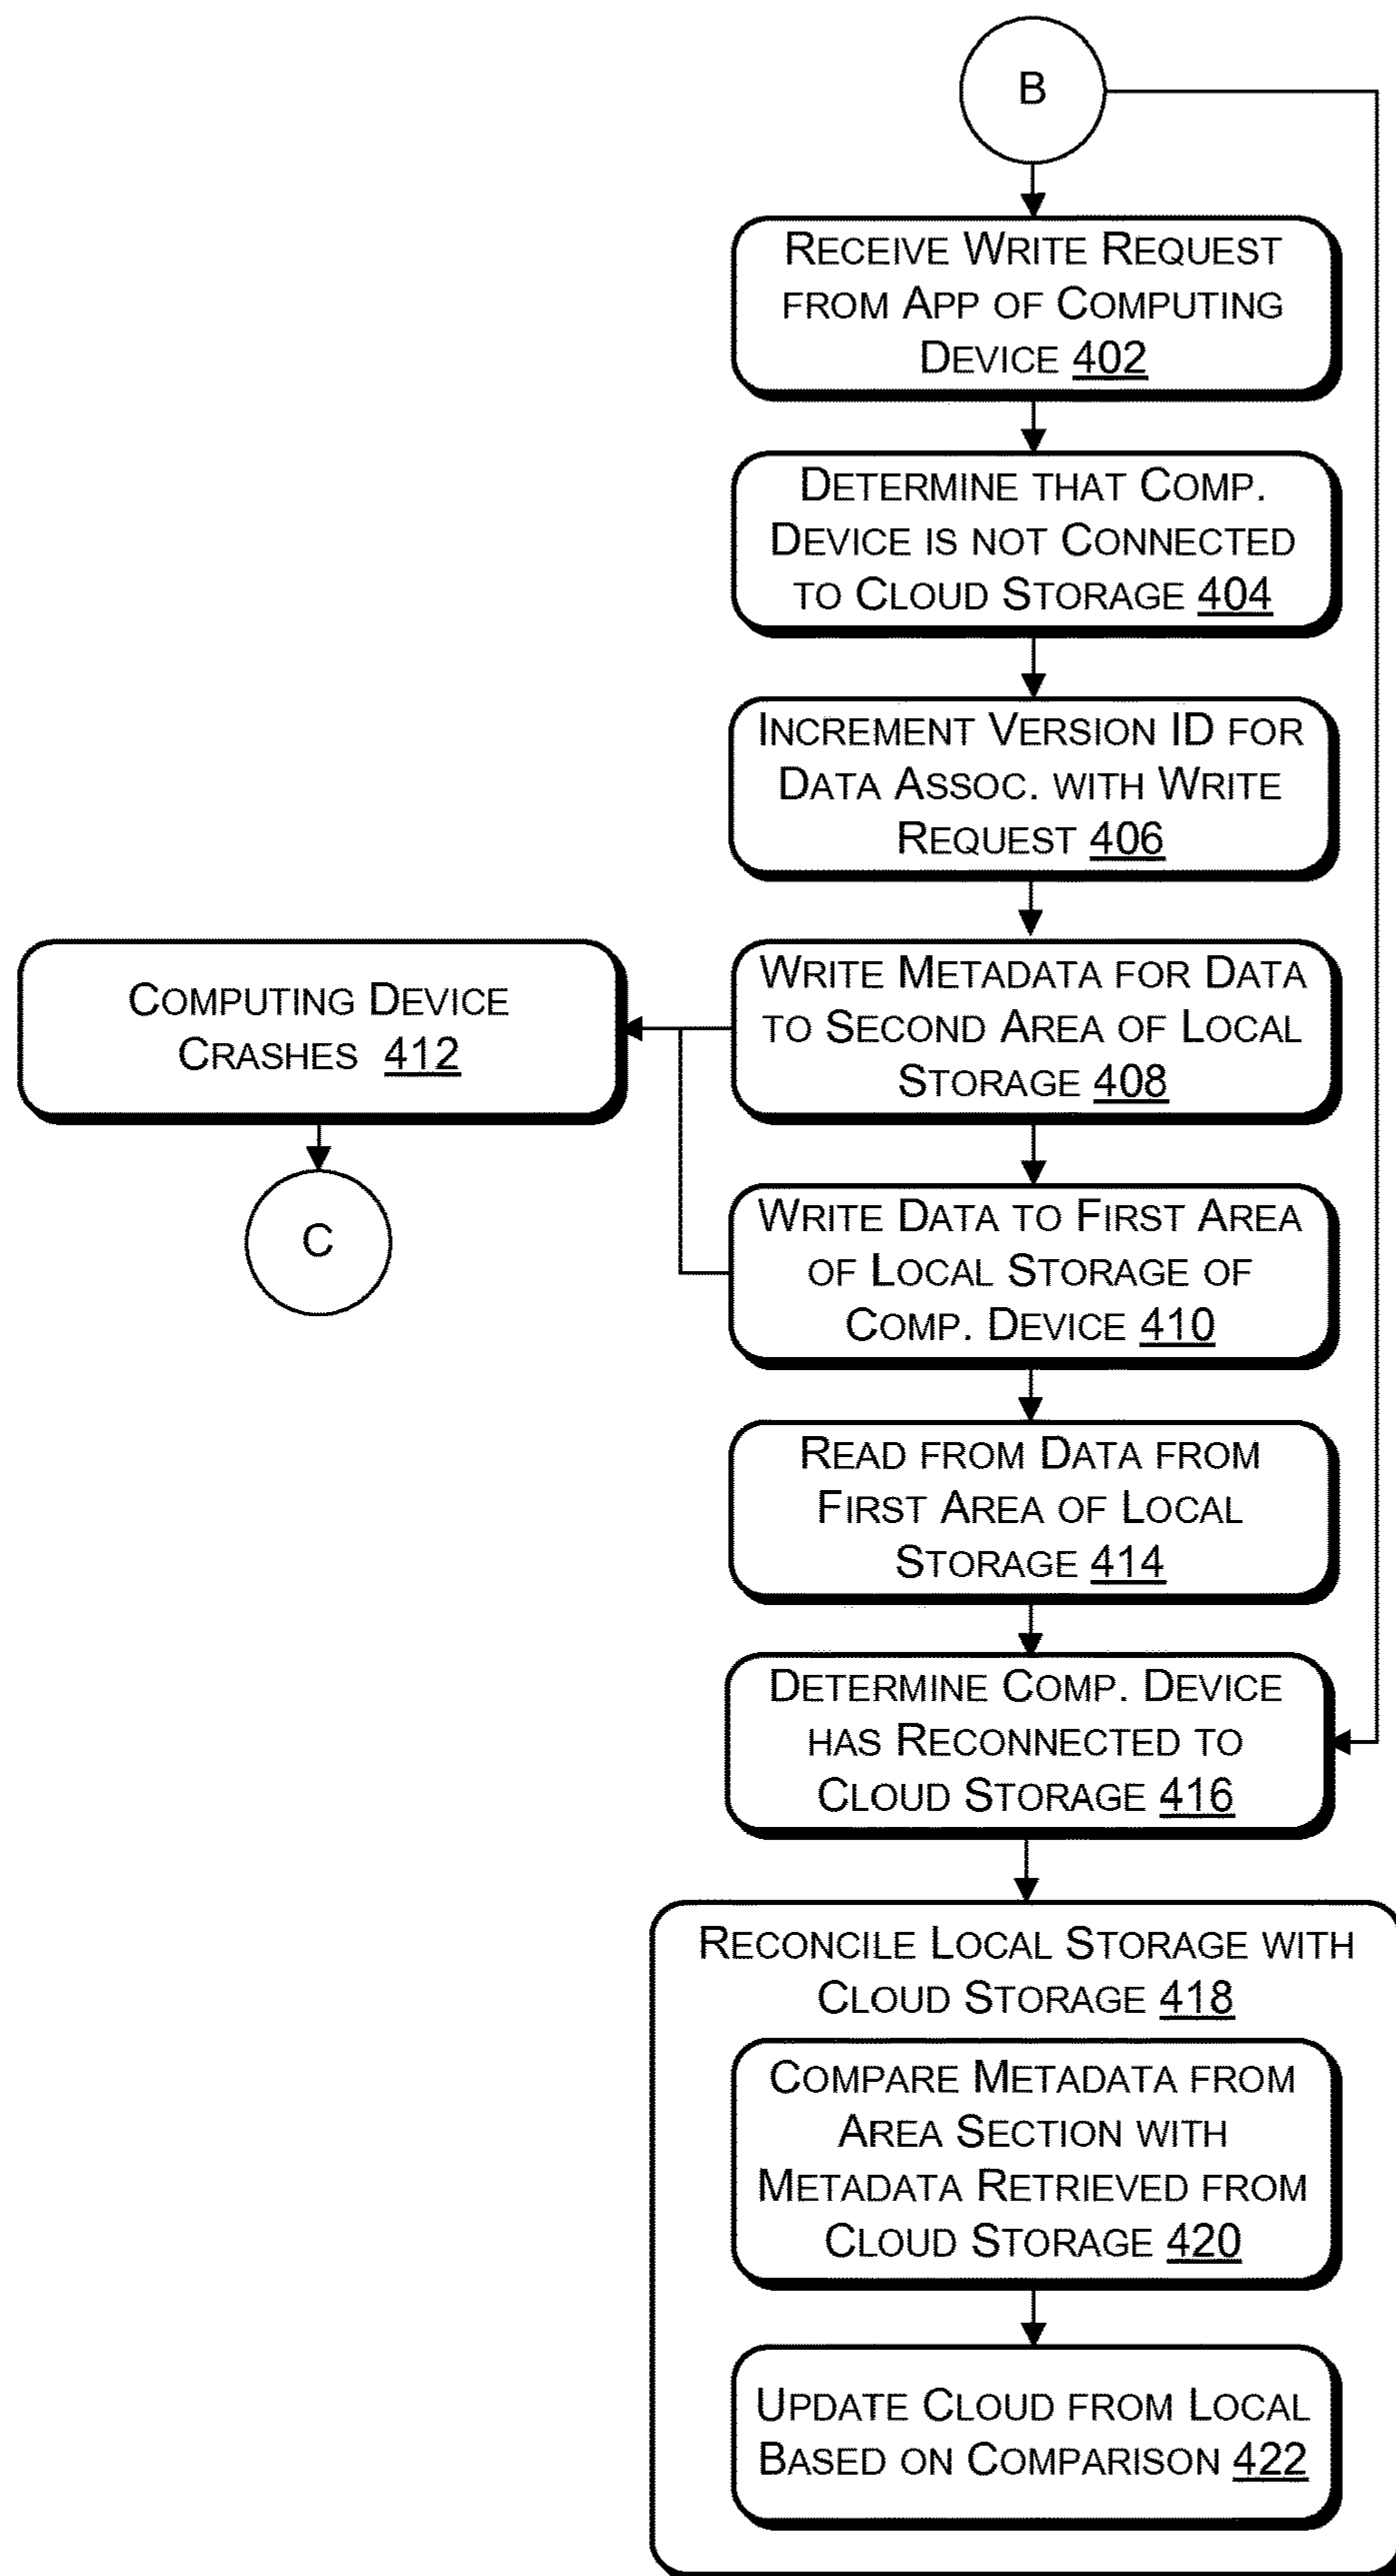 B
RECEIVE WRITE REQUEST
FROM APP OF COMPUTING
DEVICE 402
DETERMINE THAT COMP.
DEVICE IS NOT CONNECTED
TO CLOUD STORAGE 404
INCREMENT VERSION ID FOR
DATA ASSOC. WITH WRITE
REQUEST 406
WRITE METADATA FOR DATA
TO SECOND AREA OF LOCAL
STORAGE 408
COMPUTING DEVICE
CRASHES 412
C
WRITE DATA TO FIRST AREA
OF LOCAL STORAGE OF
COMP. DEVICE 410
READ FROM DATA FROM
FIRST AREA OF LOCAL
STORAGE 414
DETERMINE COMP. DEVICE
HAS RECONNECTED TO
CLOUD STORAGE 416
RECONCILE LOCAL STORAGE WITH
CLOUD STORAGE 418
COMPARE METADATA FROM
AREA SECTION WITH
METADATA RETRIEVED FROM
CLOUD STORAGE 420
UPDATE CLOUD FROM LOCAL
BASED ON COMPARISON 422